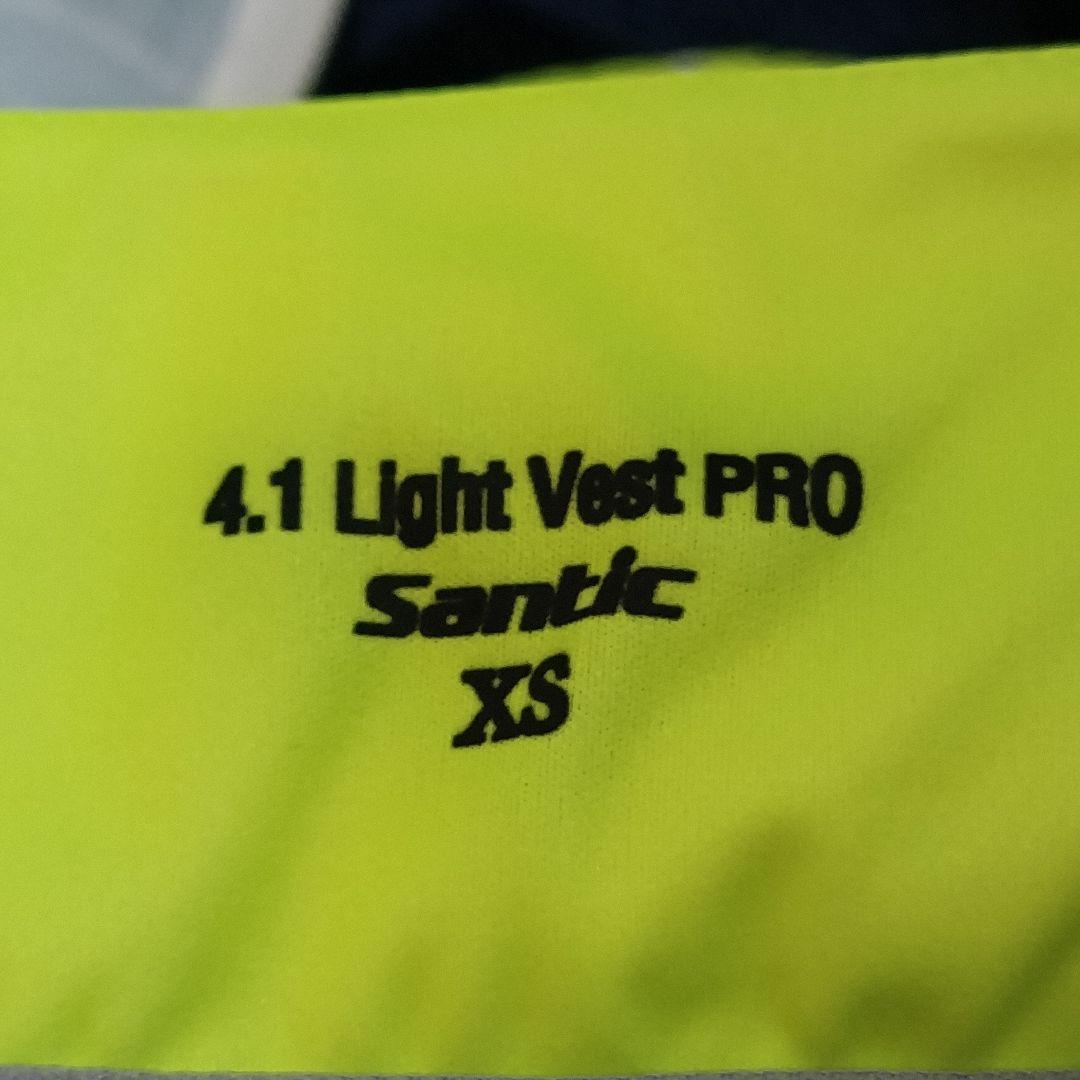 4.1 Light Vest PRO
Santic
XS